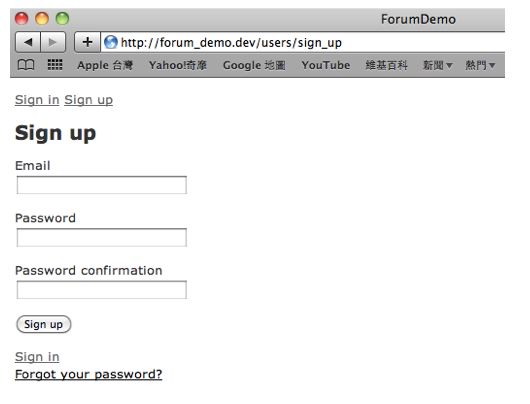 ForumDemo
http://forum_demo.dev/users/sign_up
Apple 台灣 Yahoo!奇摩 Google 地圖 YouTube 維基百科 新聞 熱門
Sign in Sign up
Sign up
Email
Password
Password confirmation
Sign up
Sign in
Forgot your password?